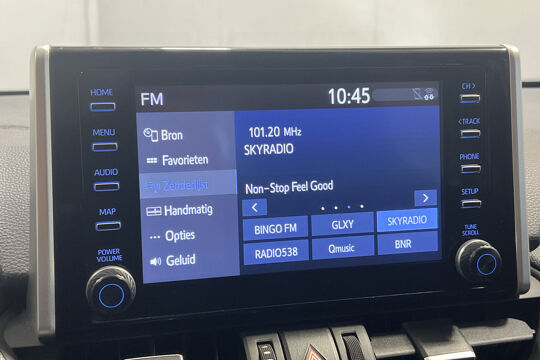 HOME
MENU
AUDIO
MAP
POWER
VOLUME
FM
10:45
Bron
Favorieten
Zenderlijst
Handmatig
Opties
Geluid
101.20 MHz
SKYRADIO
Non-Stop Feel Good
BINGO FM
GLXY
SKYRADIO
RADIO538
Qmusic
BNR
CH >
< TRACK
PHONE
SETUP
TUNE
SCROLL